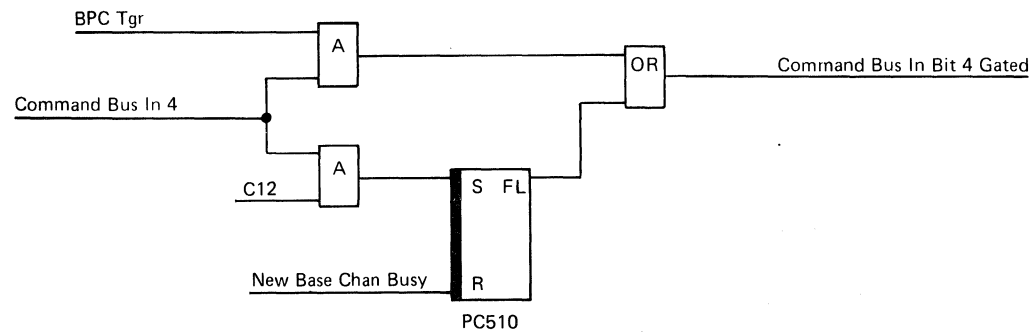 BPC Tgr
A
OR
Command Bus In Bit 4 Gated
Command Bus In 4
A
C12
S FL
New Base Chan Busy
R
PC510